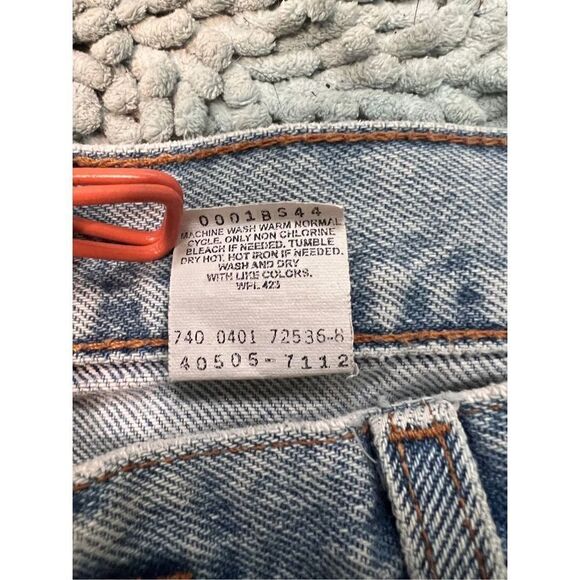 00018S44
MACHINE WASH WARM NORMAL
CYCLE. ONLY NON CHLORINE
BLEACH IF NEEDED. TUMBLE
DRY HOT. HOT IRON IF NEEDED.
WASH AND DRY
WITH LIKE COLORS.
WPL 423
740 0401 72536-8
40505-7112